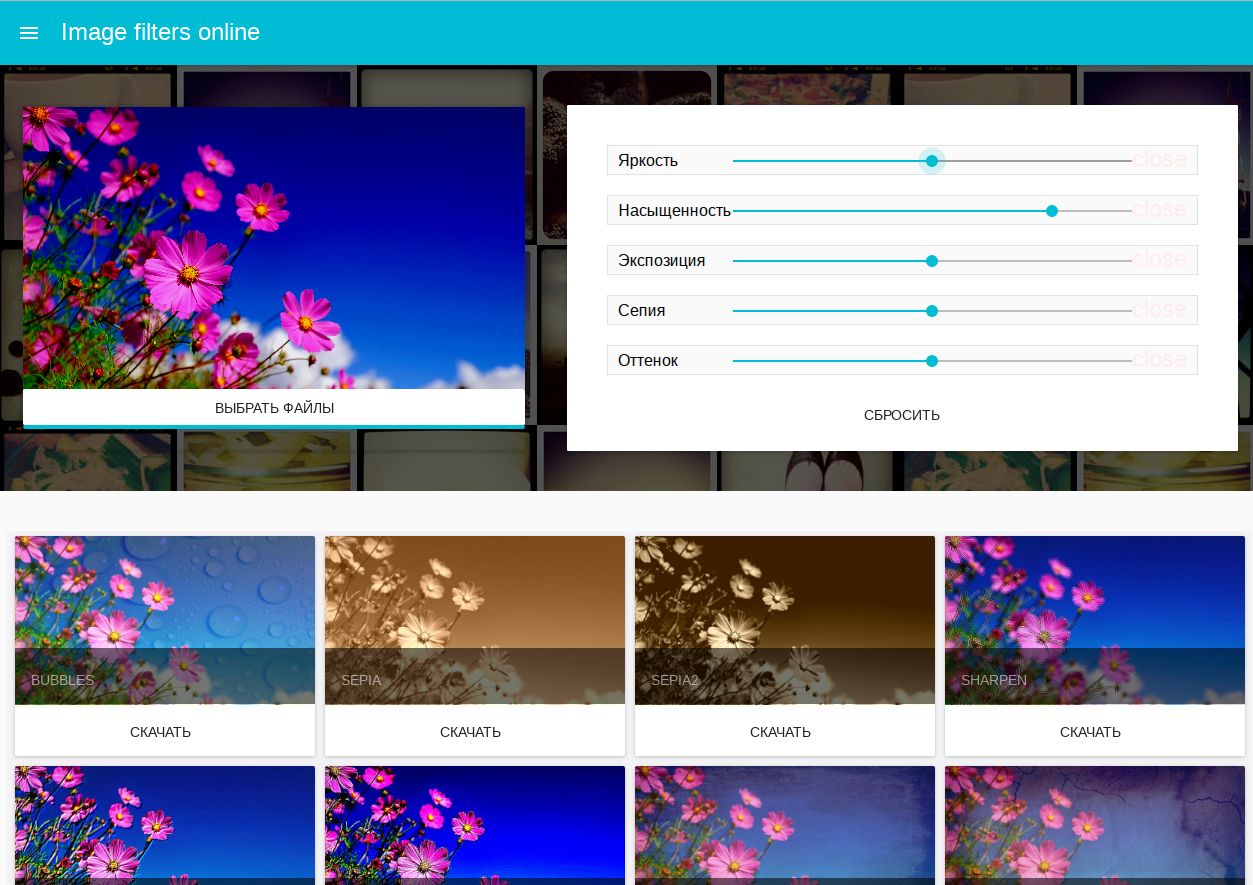 Image filters online
ВЫБРАТЬ ФАЙЛЫ
Яркость close
Насыщенность close
Экспозиция close
Сепия close
Оттенок close
СБРОСИТЬ
BUBBLES
SEPIA
SEPIA2
SHARPEN
СКАЧАТЬ
СКАЧАТЬ
СКАЧАТЬ
СКАЧАТЬ